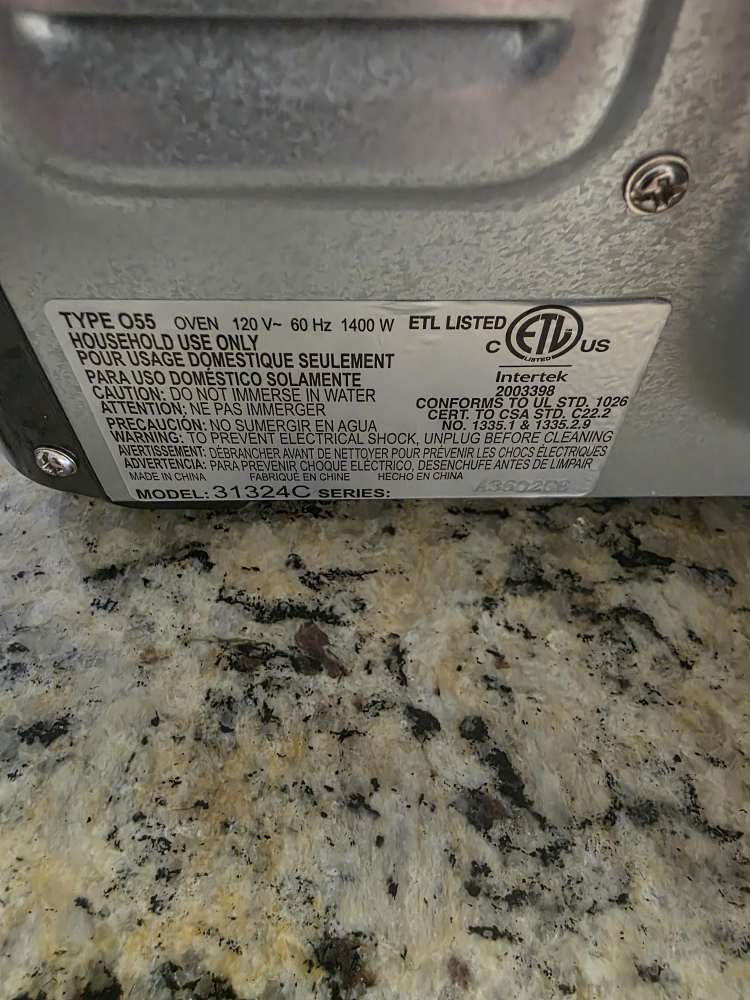 TYPE O55 OVEN 120 V~ 60 Hz 1400 W ETL LISTED
HOUSEHOLD USE ONLY
POUR USAGE DOMESTIQUE SEULEMENT
PARA USO DOMÉSTICO SOLAMENTE
CAUTION: DO NOT IMMERSE IN WATER
ATTENTION: NE PAS IMMERGER
PRECAUCIÓN: NO SUMERGIR EN AGUA
C ETL US
LISTED
Intertek
2003398
CONFORMS TO UL STD. 1026
CERT. TO CSA STD. C22.2
NO. 1335.1 & 1335.2.9
WARNING: TO PREVENT ELECTRICAL SHOCK, UNPLUG BEFORE CLEANING
AVERTISSEMENT: DÉBRANCHER AVANT DE NETTOYER POUR PRÉVENIR LES CHOCS ÉLECTRIQUES
ADVERTENCIA: PARA PREVENIR CHOQUE ELÉCTRICO, DESENCHUFE ANTES DE LIMPIAR
MADE IN CHINA FABRIQUÉ EN CHINE HECHO EN CHINA
MODEL: 31324C SERIES: